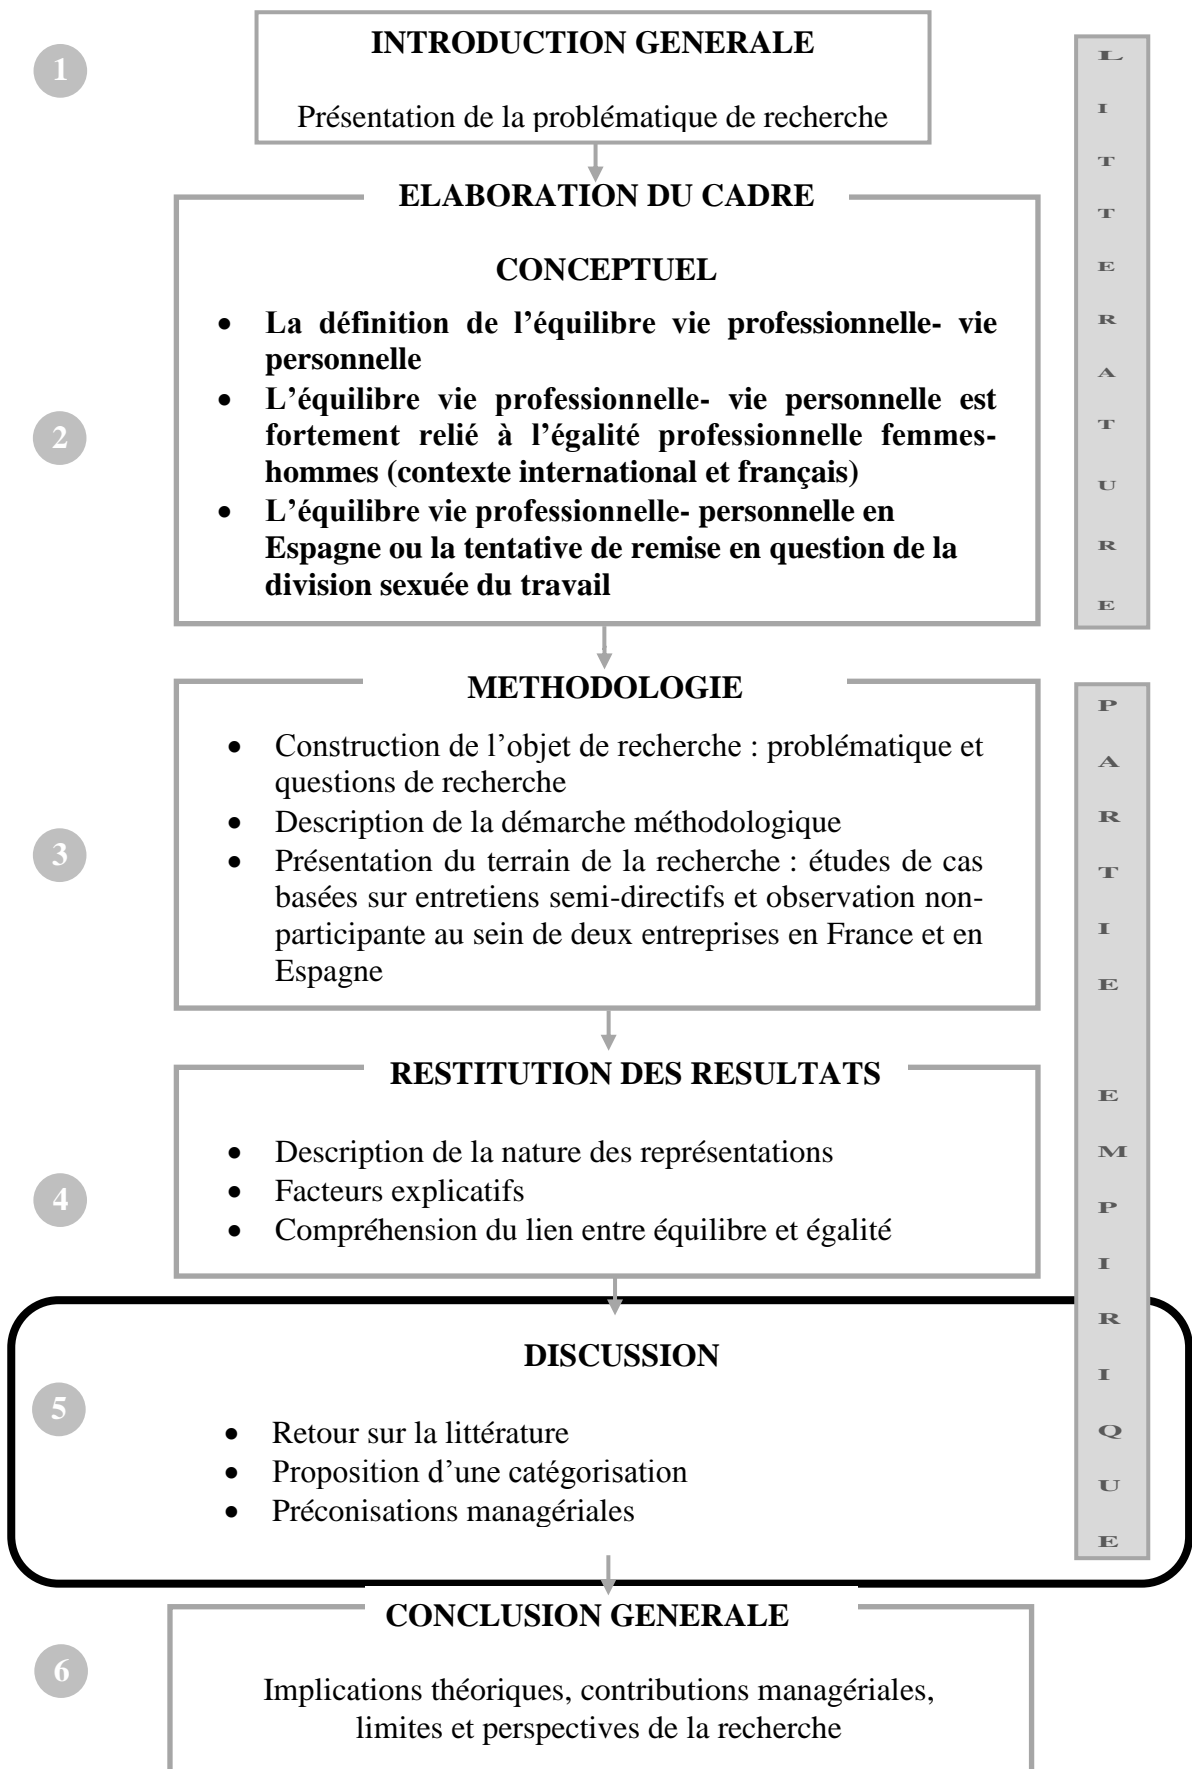 1
INTRODUCTION GENERALE
Présentation de la problématique de recherche
2
ELABORATION DU CADRE
CONCEPTUEL
• La définition de l’équilibre vie professionnelle- vie
personnelle
• L’équilibre vie professionnelle- vie personnelle est
fortement relié à l’égalité professionnelle femmes-
hommes (contexte international et français)
• L’équilibre vie professionnelle- personnelle en
Espagne ou la tentative de remise en question de la
division sexuée du travail
L
I
T
T
E
R
A
T
U
R
E
3
METHODOLOGIE
• Construction de l’objet de recherche : problématique et
questions de recherche
• Description de la démarche méthodologique
• Présentation du terrain de la recherche : études de cas
basées sur entretiens semi-directifs et observation non-
participante au sein de deux entreprises en France et en
Espagne
4
RESTITUTION DES RESULTATS
• Description de la nature des représentations
• Facteurs explicatifs
• Compréhension du lien entre équilibre et égalité
5
DISCUSSION
• Retour sur la littérature
• Proposition d’une catégorisation
• Préconisations managériales
P
A
R
T
I
E
E
M
P
I
R
I
Q
U
E
6
CONCLUSION GENERALE
Implications théoriques, contributions managériales,
limites et perspectives de la recherche